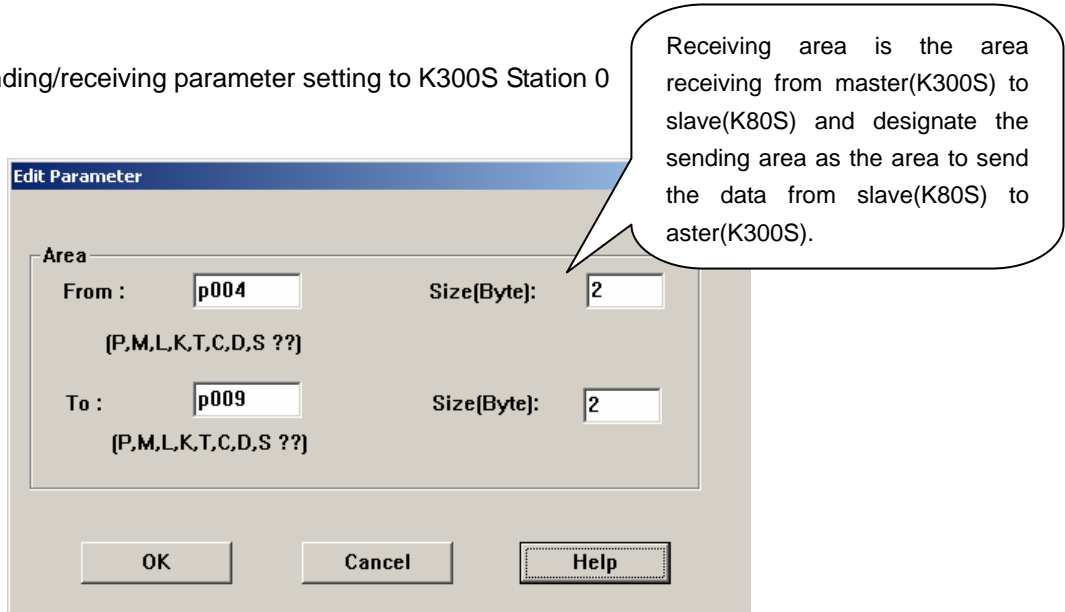 Receiving area is the area
receiving from master(K300S) to
slave(K80S) and designate the
sending area as the area to send
the data from slave(K80S) to
aster(K300S).
nding/receiving parameter setting to K300S Station 0
Edit Parameter
Area
From : p004 Size(Byte): 2
(P,M,L,K,T,C,D,S ??)
To : p009 Size(Byte): 2
(P,M,L,K,T,C,D,S ??)
OK Cancel Help